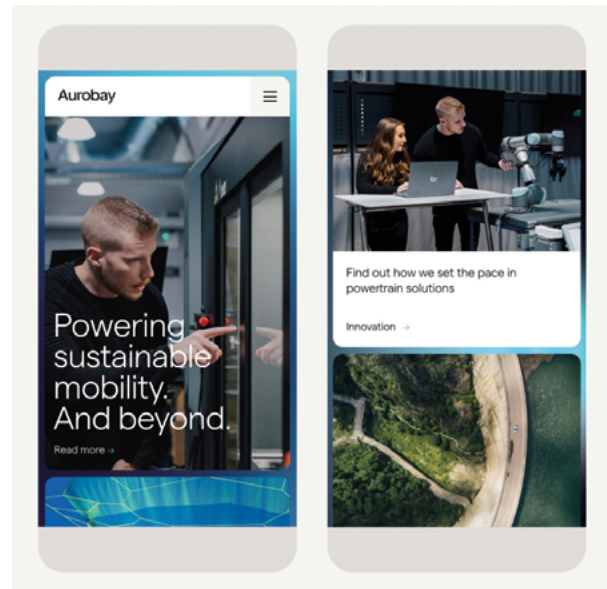 Aurobay
Powering
sustainable
mobility.
And beyond.
Read more →
Find out how we set the pace in
powertrain solutions
Innovation →